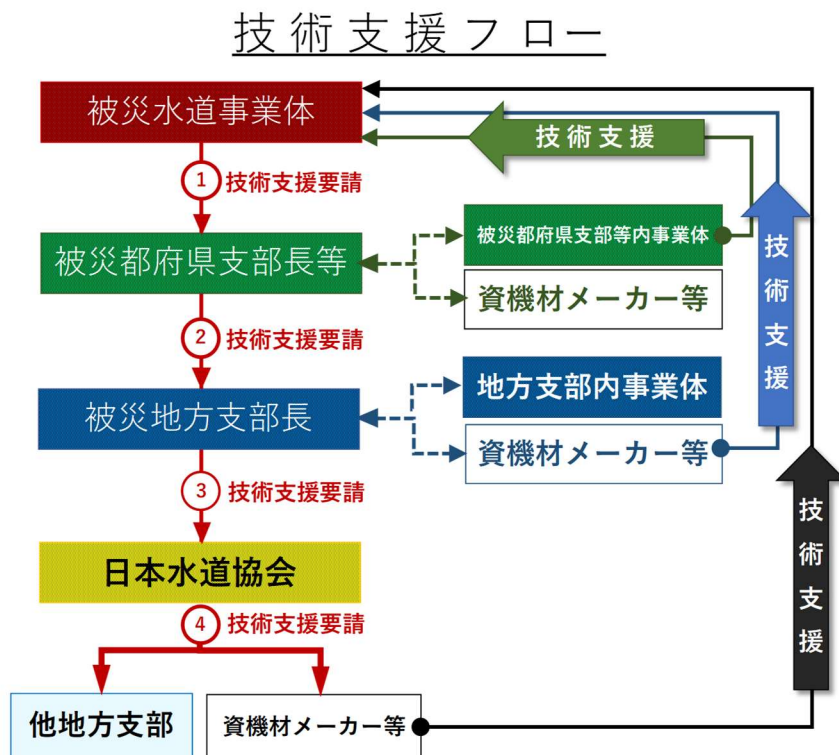 技術支援フロー
被災水道事業体
技術支援
① 技術支援要請
被災都府県支部長等
被災都府県支部等内事業体
資機材メーカー等
技術支援
② 技術支援要請
被災地方支部長
地方支部内事業体
資機材メーカー等
③ 技術支援要請
技術支援
日本水道協会
④ 技術支援要請
他地方支部
資機材メーカー等